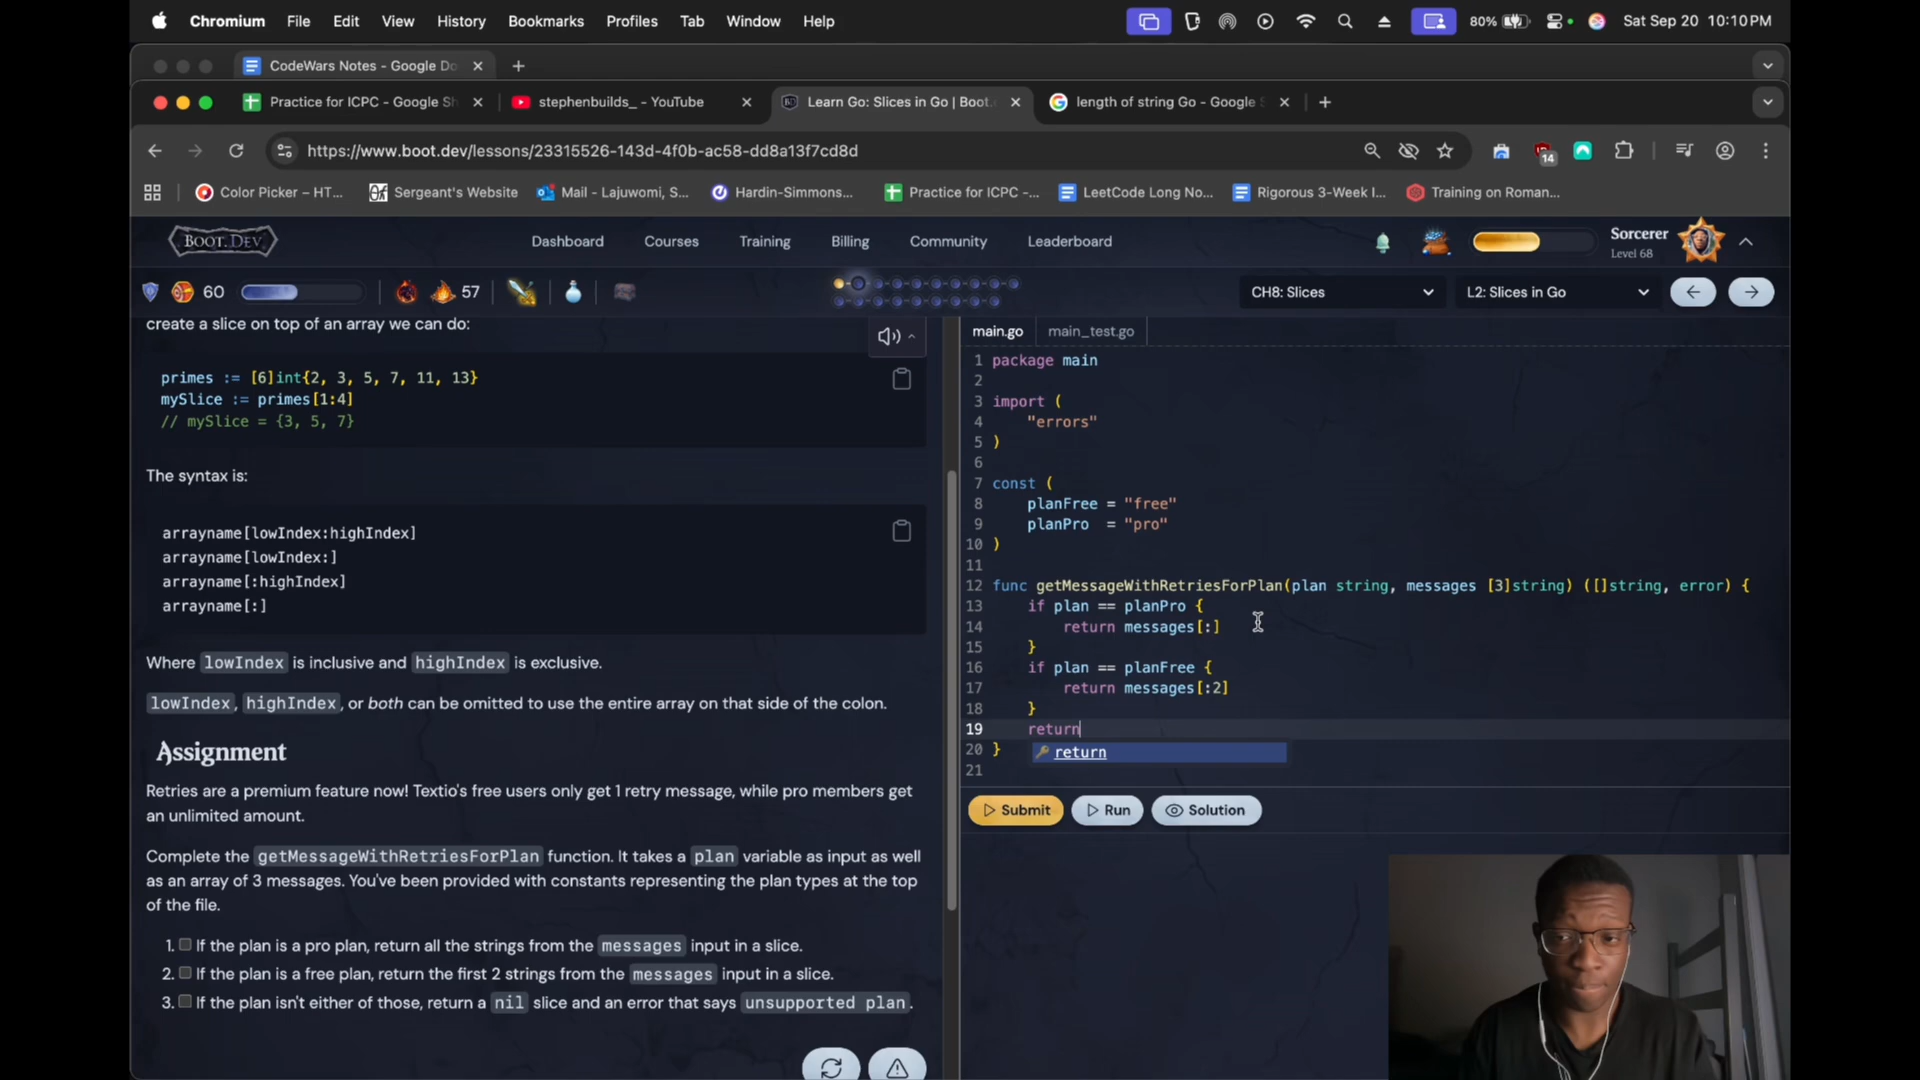 Chromium File Edit View History Bookmarks Profiles Tab Window Help 80% Sat Sep 20 10:10 PM
CodeWars Notes - Google Do
Practice for ICPC - Google Sh
stephenbuilds_ - YouTube
Learn Go: Slices in Go | Boot.
length of string Go - Google S
https://www.boot.dev/lessons/23315526-143d-4f0b-ac58-dd8a13f7cd8d
14
Color Picker – HT...
Sergeant's Website
Mail - Lajuwomi, S...
Hardin-Simmons...
Practice for ICPC -...
LeetCode Long No...
Rigorous 3-Week I...
Training on Roman...
BOOT.DEV
Dashboard Courses Training Billing Community Leaderboard
Sorcerer
Level 68
60
57
CH8: Slices
L2: Slices in Go
create a slice on top of an array we can do:
primes := [6]int{2, 3, 5, 7, 11, 13}
mySlice := primes[1:4]
// mySlice = {3, 5, 7}
The syntax is:
arrayname[lowIndex:highIndex]
arrayname[lowIndex:]
arrayname[:highIndex]
arrayname[:]
Where lowIndex is inclusive and highIndex is exclusive.
lowIndex, highIndex, or both can be omitted to use the entire array on that side of the colon.
Assignment
Retries are a premium feature now! Textio's free users only get 1 retry message, while pro members get
an unlimited amount.
Complete the getMessageWithRetriesForPlan function. It takes a plan variable as input as well
as an array of 3 messages. You've been provided with constants representing the plan types at the top
of the file.
1. If the plan is a pro plan, return all the strings from the messages input in a slice.
2. If the plan is a free plan, return the first 2 strings from the messages input in a slice.
3. If the plan isn't either of those, return a nil slice and an error that says unsupported plan.
main.go main_test.go
1 package main
2
3 import (
4 "errors"
5 )
6
7 const (
8 planFree = "free"
9 planPro = "pro"
10 )
11
12 func getMessageWithRetriesForPlan(plan string, messages [3]string) ([]string, error) {
13 if plan == planPro {
14 return messages[:]
15 }
16 if plan == planFree {
17 return messages[:2]
18 }
19 return
20 }
return
21
Submit Run Solution